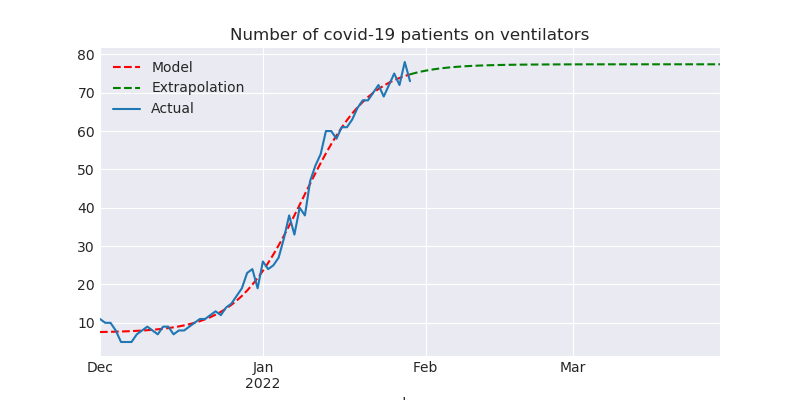 Number of covid-19 patients on ventilators
80
70
60
50
40
30
20
10
Model
Extrapolation
Actual
Dec
Jan
2022
Feb
Mar